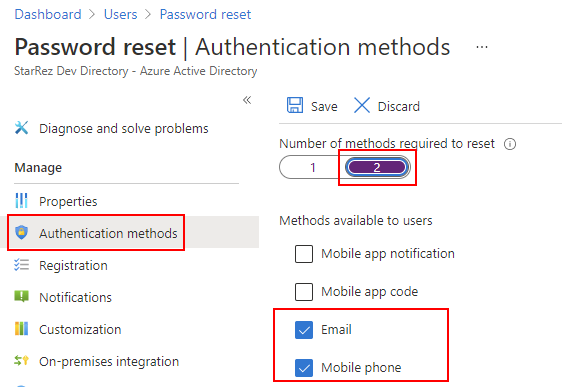 Dashboard > Users > Password reset
Password reset | Authentication methods ...
StarRez Dev Directory - Azure Active Directory
«
Diagnose and solve problems
Manage
Properties
Authentication methods
Registration
Notifications
Customization
On-premises integration
Save Discard
Number of methods required to reset
1 2
Methods available to users
Mobile app notification
Mobile app code
Email
Mobile phone